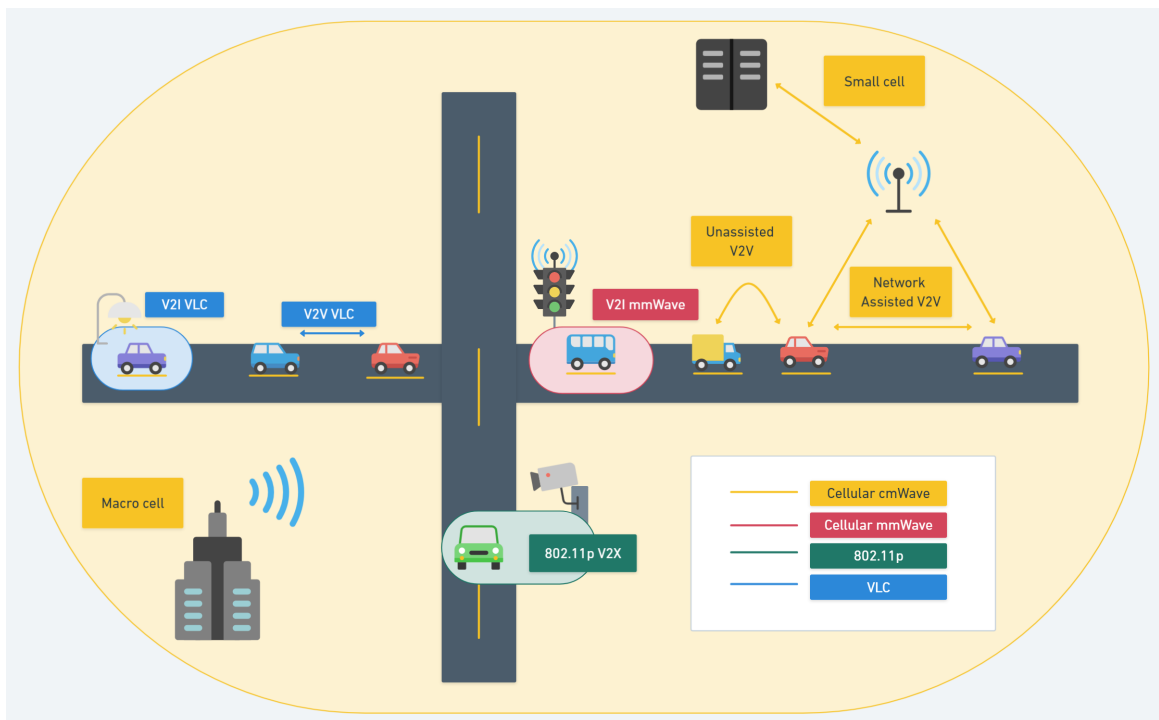 Small cell
Unassisted
V2V
Network
Assisted V2V
V2I VLC
V2V VLC
V2I mmWave
Macro cell
802.11p V2X
Cellular cmWave
Cellular mmWave
802.11p
VLC